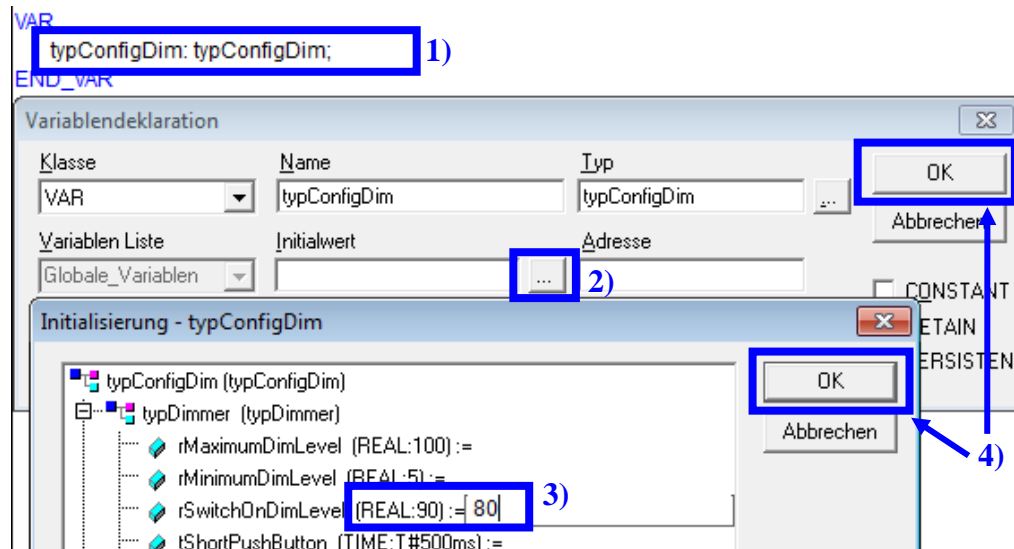 VAR
typConfigDim: typConfigDim;
1)
END_VAR
Variablendeklaration
Klasse Name Typ
OK
VAR typConfigDim typConfigDim ...
Abbrechen
Variablen Liste Initialwert Adresse
Globale_Variablen ... 2)
CONSTANT
Initialisierung - typConfigDim
ETAIN
ERSISTEN
typConfigDim (typConfigDim)
OK
typDimmer (typDimmer)
Abbrechen
rMaximumDimLevel (REAL:100) :=
4)
rMinimumDimLevel (REAL:5) :=
3)
rSwitchOnDimLevel (REAL:90) := 80
tShortPushButton (TIME:T#500ms) :=